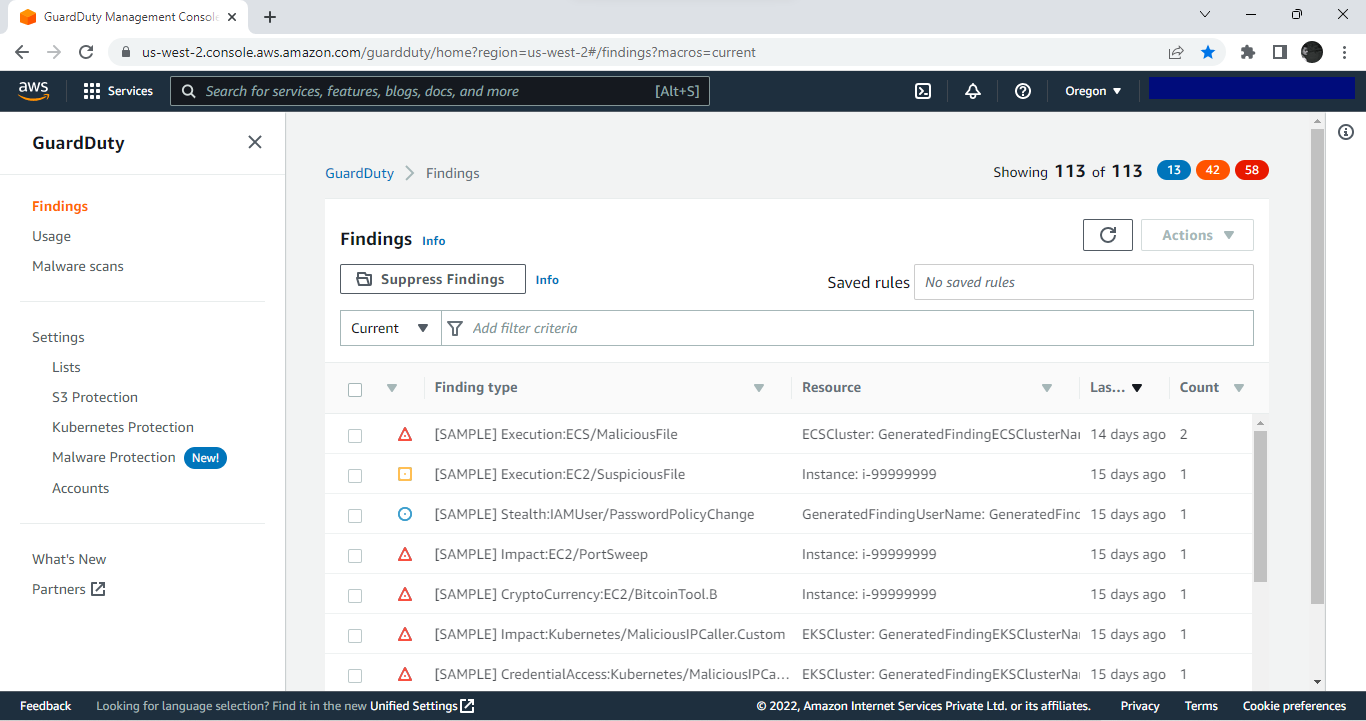 GuardDuty Management Console
us-west-2.console.aws.amazon.com/guardduty/home?region=us-west-2#/findings?macros=current
aws Services Search for services, features, blogs, docs, and more [Alt+S] Oregon
GuardDuty
Findings
Usage
Malware scans
Settings
Lists
S3 Protection
Kubernetes Protection
Malware Protection New!
Accounts
What's New
Partners
GuardDuty Findings
Showing 113 of 113 13 42 58
Findings Info
Actions
Suppress Findings Info
Saved rules No saved rules
Current Add filter criteria
Finding type Resource Las... Count
[SAMPLE] Execution:ECS/MaliciousFile ECSCluster: GeneratedFindingECSClusterNa 14 days ago 2
[SAMPLE] Execution:EC2/SuspiciousFile Instance: i-99999999 15 days ago 1
[SAMPLE] Stealth:IAMUser/PasswordPolicyChange GeneratedFindingUserName: GeneratedFinc 15 days ago 1
[SAMPLE] Impact:EC2/PortSweep Instance: i-99999999 15 days ago 1
[SAMPLE] CryptoCurrency:EC2/BitcoinTool.B Instance: i-99999999 15 days ago 1
[SAMPLE] Impact:Kubernetes/MaliciousIPCaller.Custom EKSCluster: GeneratedFindingEKSClusterNa 15 days ago 1
[SAMPLE] CredentialAccess:Kubernetes/MaliciousIPCa... EKSCluster: GeneratedFindingEKSClusterNa 15 days ago 1
Feedback Looking for language selection? Find it in the new Unified Settings © 2022, Amazon Internet Services Private Ltd. or its affiliates. Privacy Terms Cookie preferences